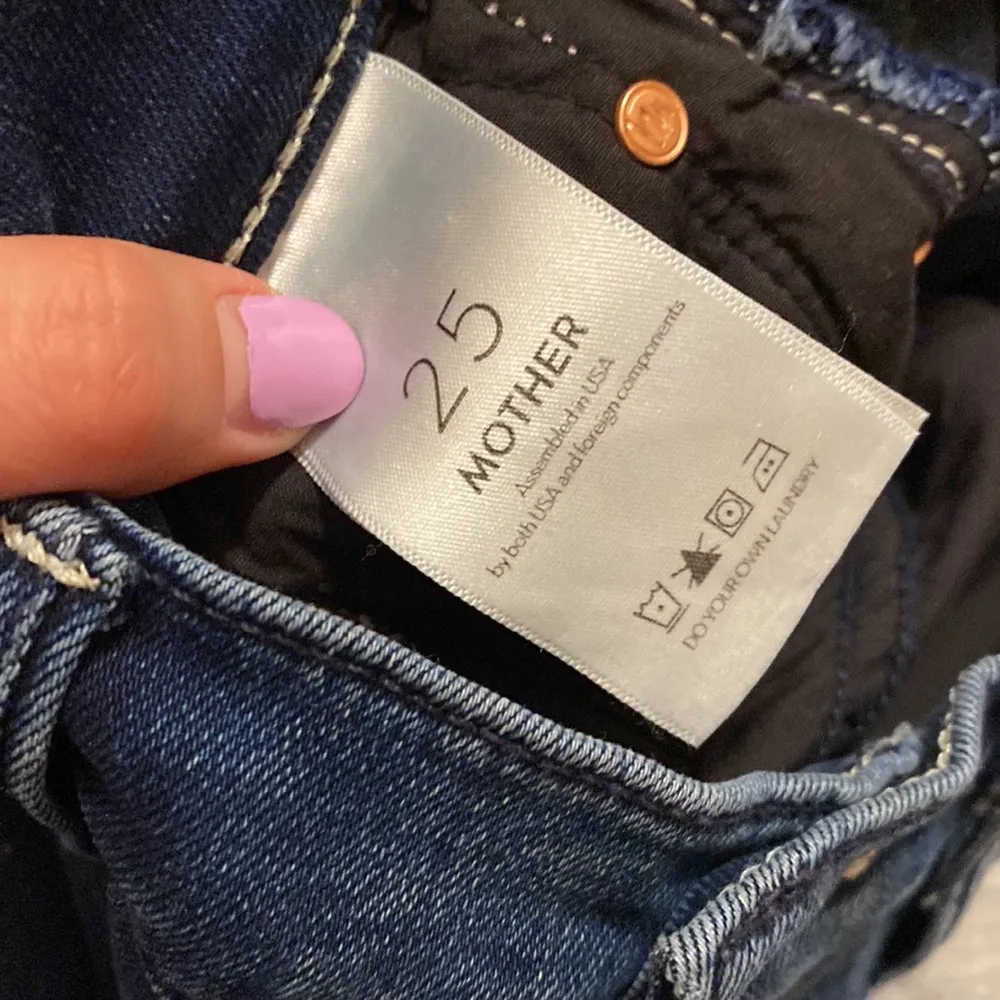 25
MOTHER
Assembled in USA
by both USA and foreign components
DO YOUR OWN LAUNDRY